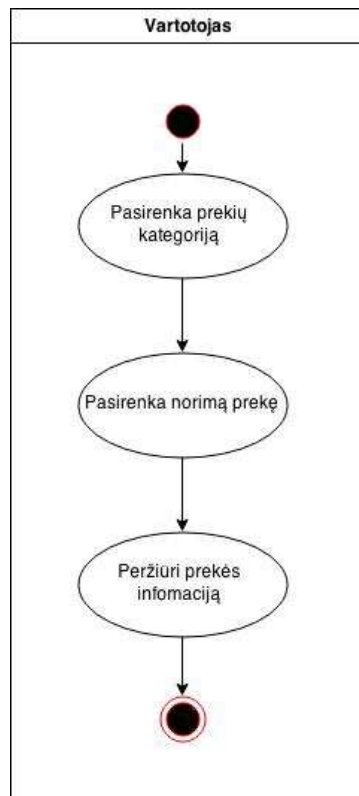 Vartotojas
Pasirenka prekių
kategoriją
Pasirenka norimą prekę
Peržiūri prekės
infomaciją